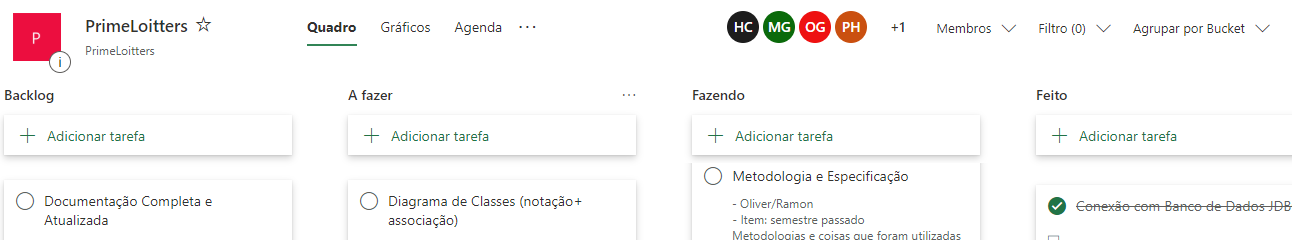 P
PrimeLoitters
PrimeLoitters
Quadro Gráficos Agenda ...
HC MG OG PH +1 Membros Filtro (0) Agrupar por Bucket
Backlog
Adicionar tarefa
Documentação Completa e
Atualizada
A fazer ...
Adicionar tarefa
Diagrama de Classes (notação+
associação)
Fazendo
Adicionar tarefa
Metodologia e Especificação
- Oliver/Ramon
- Item: semestre passado
Metodologias e coisas que foram utilizadas
Feito
Adicionar tarefa
Conexão com Banco de Dados JDB